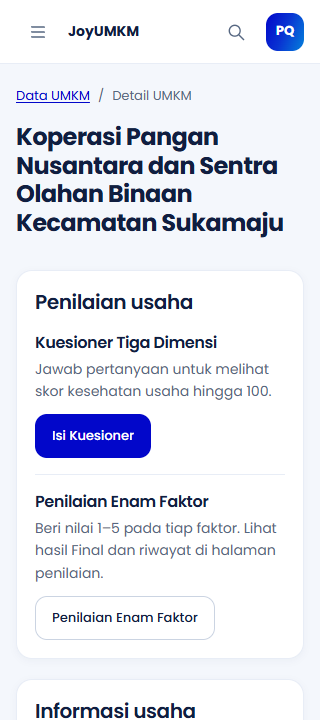 JoyUMKM
PQ
Data UMKM / Detail UMKM
Koperasi Pangan
Nusantara dan Sentra
Olahan Binaan
Kecamatan Sukamaju
Penilaian usaha
Kuesioner Tiga Dimensi
Jawab pertanyaan untuk melihat
skor kesehatan usaha hingga 100.
Isi Kuesioner
Penilaian Enam Faktor
Beri nilai 1–5 pada tiap faktor. Lihat
hasil Final dan riwayat di halaman
penilaian.
Penilaian Enam Faktor
Informasi usaha